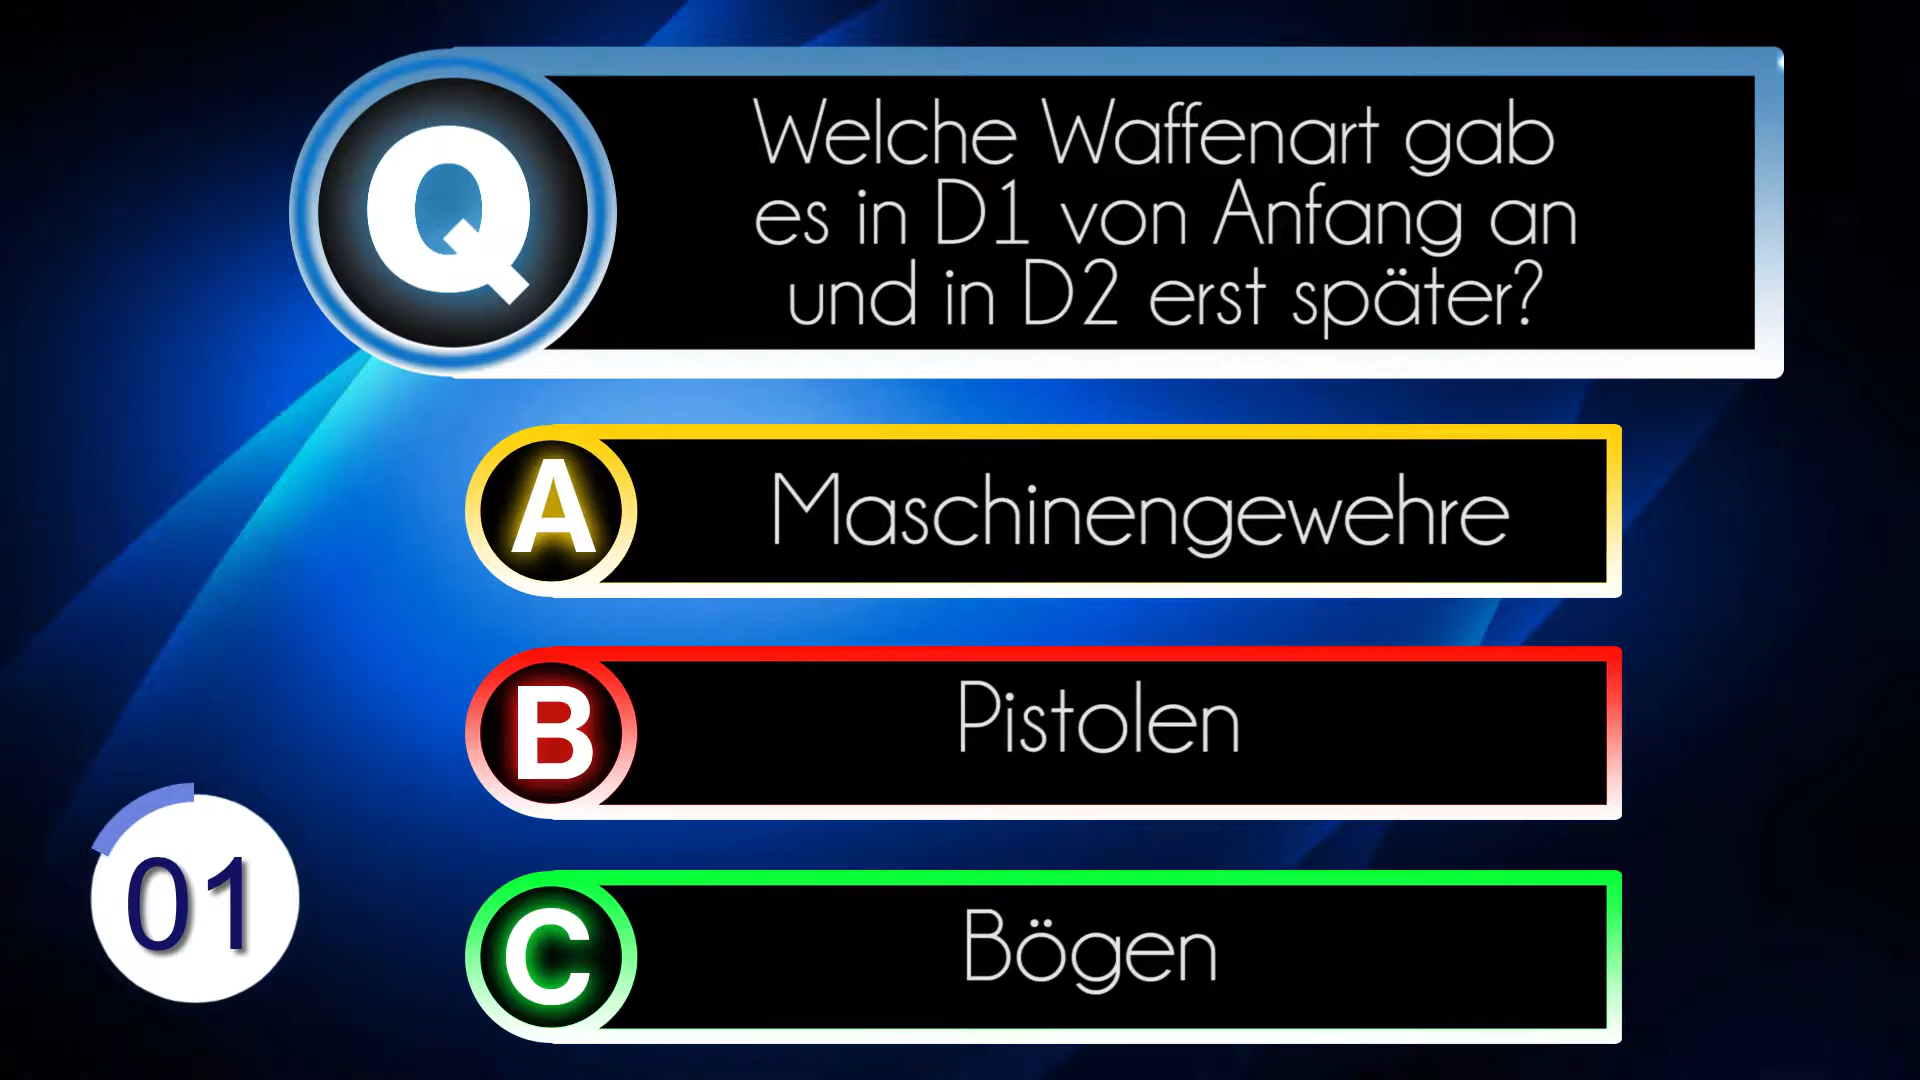 Q
Welche Waffenart gab
es in D1 von Anfang an
und in D2 erst später?
A
Maschinengewehre
B
Pistolen
C
Bögen
01